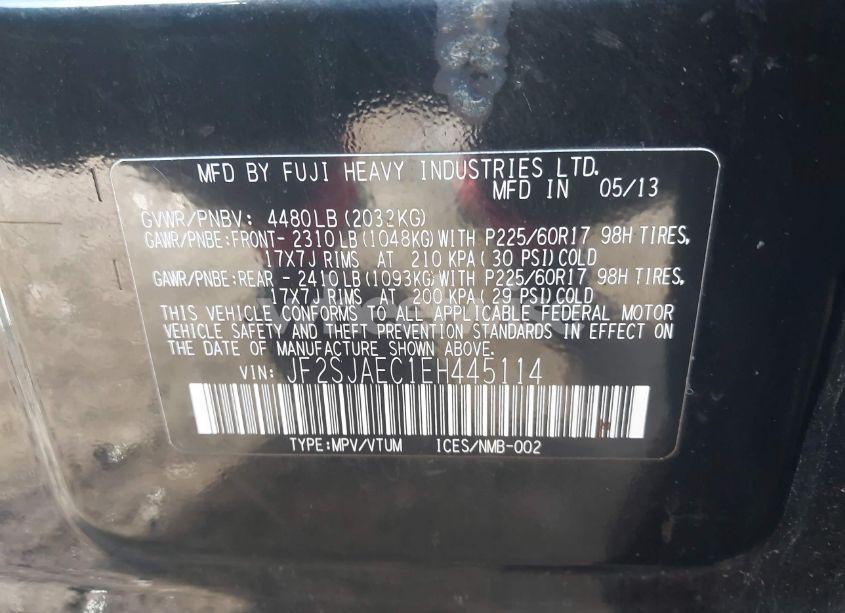 MFD BY FUJI HEAVY INDUSTRIES LTD.
MFD IN 05/13
GVWR/PNBV: 4480LB(2032KG)
GAWR/PNBE:FRONT- 2310LB(1048KG)WITH P225/60R17 98H TIRES,
17X7J RIMS AT 210 KPA( 30 PSI)COLD
GAWR/PNBE:REAR - 2410LB(1093KG)WITH P225/60R17 98H TIRES,
17X7J RIMS AT 200 KPA( 29 PSI)COLD
THIS VEHICLE CONFORMS TO ALL APPLICABLE FEDERAL MOTOR
VEHICLE SAFETY AND THEFT PREVENTION STANDARDS IN EFFECT ON
THE DATE OF MANUFACTURE SHOWN ABOVE.
VIN: JF2SJAEC1EH445114
TYPE:MPV/VTUM ICES/NMB-002